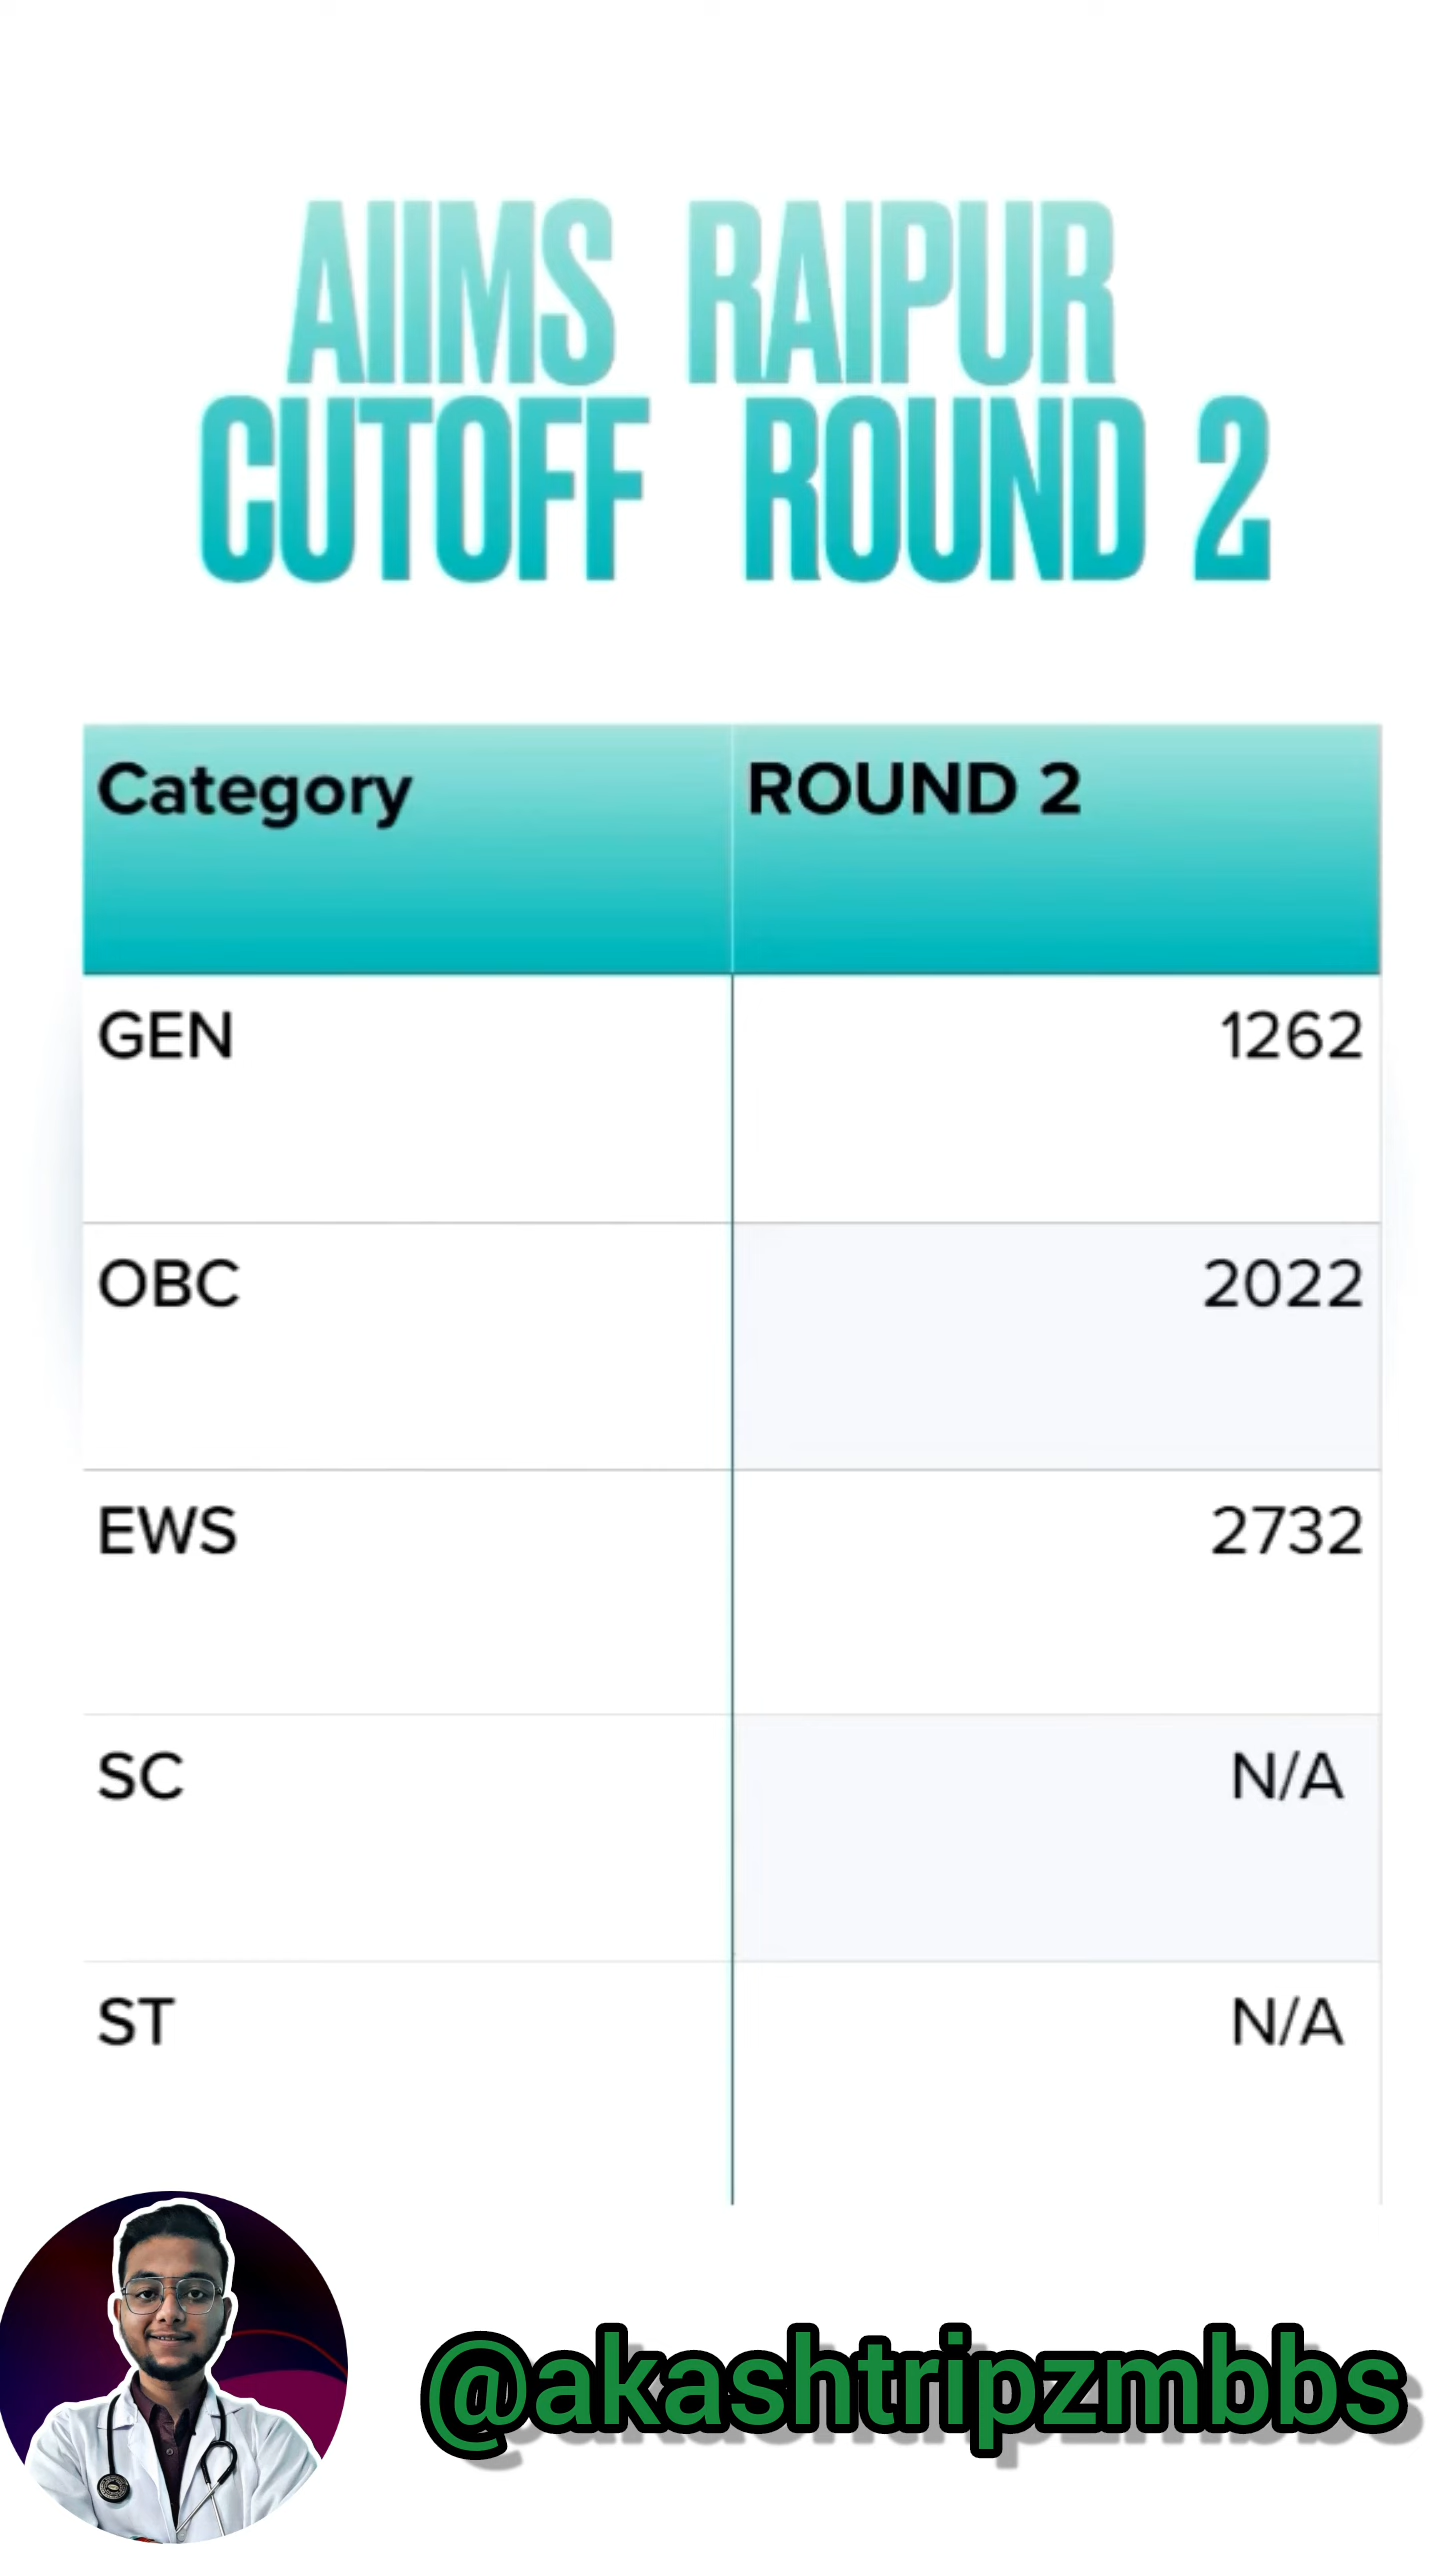 AIIMS RAIPUR
CUTOFF ROUND 2
Category ROUND 2
GEN 1262
OBC 2022
EWS 2732
SC N/A
ST N/A
@akashtripzmbbs